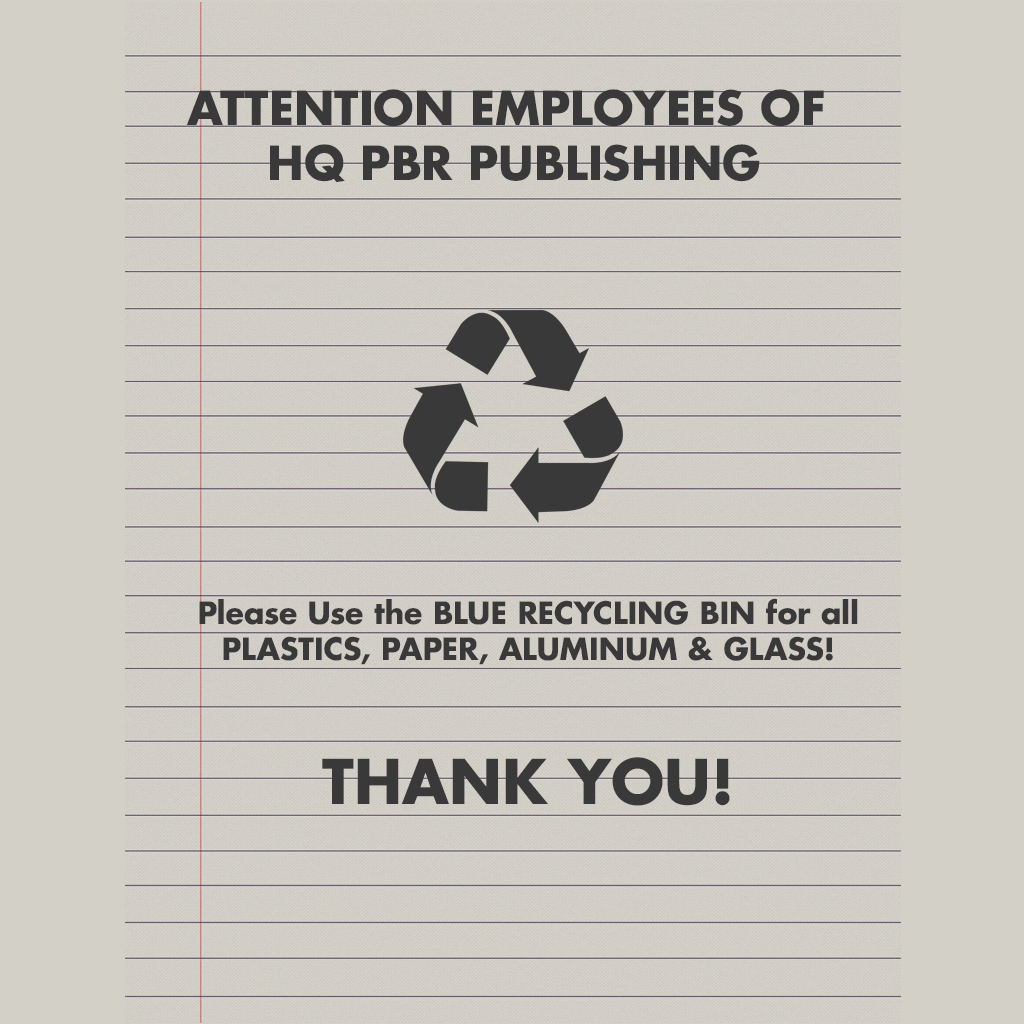 ATTENTION EMPLOYEES OF
HQ PBR PUBLISHING
Please Use the BLUE RECYCLING BIN for all
PLASTICS, PAPER, ALUMINUM & GLASS!
THANK YOU!